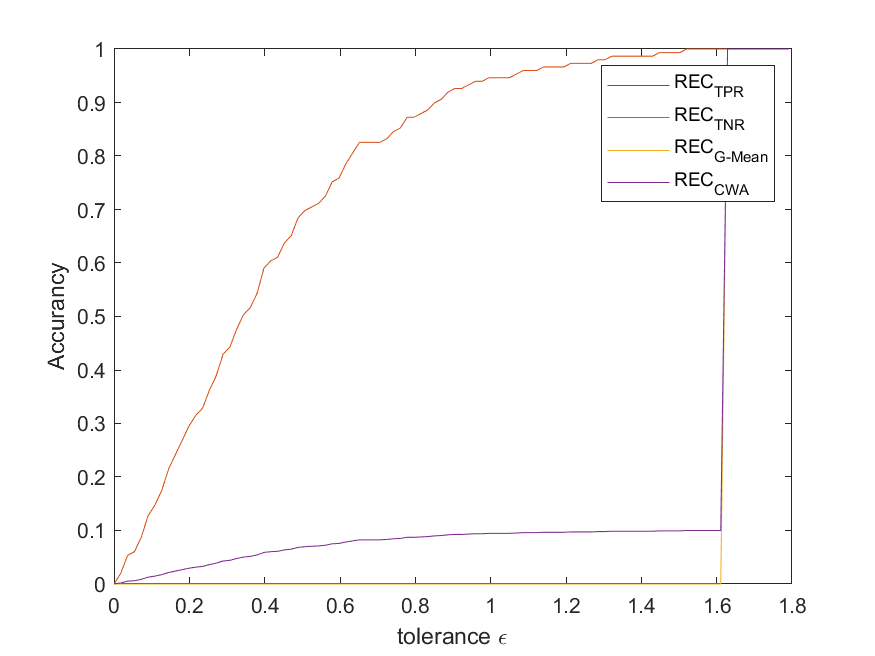 1
0.9
0.8
0.7
0.6
0.5
0.4
0.3
0.2
0.1
0
Accurancy
REC_TPR
REC_TNR
REC_G-Mean
REC_CWA
0 0.2 0.4 0.6 0.8 1 1.2 1.4 1.6 1.8
tolerance ϵ